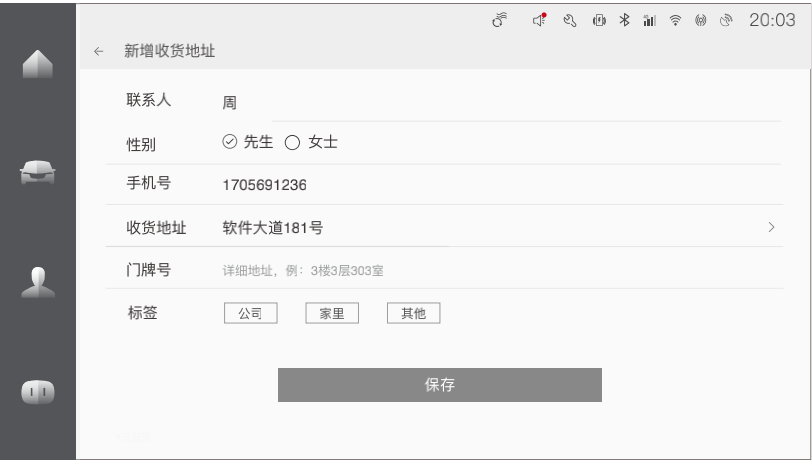 20:03
新增收货地址
联系人 周
性别 先生 女士
手机号 1705691236
收货地址 软件大道181号
门牌号 详细地址，例：3楼3层303室
标签 公司 家里 其他
保存